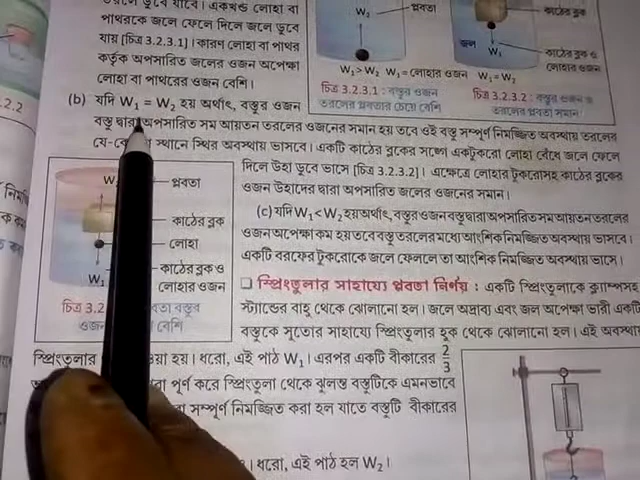 তরলে ডুবে যাবে। একখণ্ড লোহা বা
পাথরকে জলে ফেলে দিলে জলে ডুবে
যায় [চিত্র 3.2.3.1]। কারণ লোহা বা পাথর
কর্তৃক অপসারিত জলের ওজন অপেক্ষা
লোহা বা পাথরের ওজন বেশি।
W₂
প্লবতা
W₁ > W₂ W₁ = লোহার ওজন
চিত্র 3.2.3.1 : বস্তুর ওজন
তরলের প্লবতার চেয়ে বেশি
কাঠের ব্লক
জল
W₁
কাঠের ব্লক ও
লোহার ওজন
W₁ = W₂
চিত্র 3.2.3.2 : বস্তুর ওজন ও
তরলের প্লবতা সমান
(b) যদি W₁ = W₂ হয় অর্থাৎ, বস্তুর ওজন
বস্তু দ্বারা অপসারিত সম আয়তন তরলের ওজনের সমান হয় তবে ওই বস্তু সম্পূর্ণ নিমজ্জিত অবস্থায় তরলের
স্থানে স্থির অবস্থায় ভাসবে। একটি কাঠের ব্লকের সঙ্গে একটুকরো লোহা বেঁধে জলে ফেলে
দিলে উহা ডুবে ভাসে [চিত্র 3.2.3.2]। এক্ষেত্রে লোহার টুকরোসহ কাঠের ব্লকের
ওজন উহাদের দ্বারা অপসারিত জলের ওজনের সমান।
প্লবতা
কাঠের ব্লক
লোহা
W₁
কাঠের ব্লক ও
লোহার ওজন
চিত্র 3.2
বস্তুর
ওজন
বেশি
(c) যদি W₁ < W₂ হয় অর্থাৎ, বস্তুর ওজন বস্তু দ্বারা অপসারিত সম আয়তন তরলের
ওজন অপেক্ষা কম হয় তবে বস্তু তরলের মধ্যে আংশিক নিমজ্জিত অবস্থায় ভাসবে।
একটি বরফের টুকরোকে জলে ফেললে তা আংশিক নিমজ্জিত অবস্থায় ভাসে।
❑ স্প্রিংতুলার সাহায্যে প্লবতা নির্ণয় : একটি স্প্রিংতুলাকে ক্ল্যাম্পসহ
স্ট্যান্ডের বাহু থেকে ঝোলানো হল। জলে অদ্রাব্য এবং জল অপেক্ষা ভারী একটি
বস্তুকে সুতোর সাহায্যে স্প্রিংতুলার হুক থেকে ঝোলানো হল। এই অবস্থায়
স্প্রিংতুলার
হয়। ধরো, এই পাঠ W₁। এরপর একটি বীকারের 2/3
পূর্ণ করে স্প্রিংতুলা থেকে ঝুলন্ত বস্তুটিকে এমনভাবে
সম্পূর্ণ নিমজ্জিত করা হল যাতে বস্তুটি বীকারের
ধরো, এই পাঠ হল W₂।